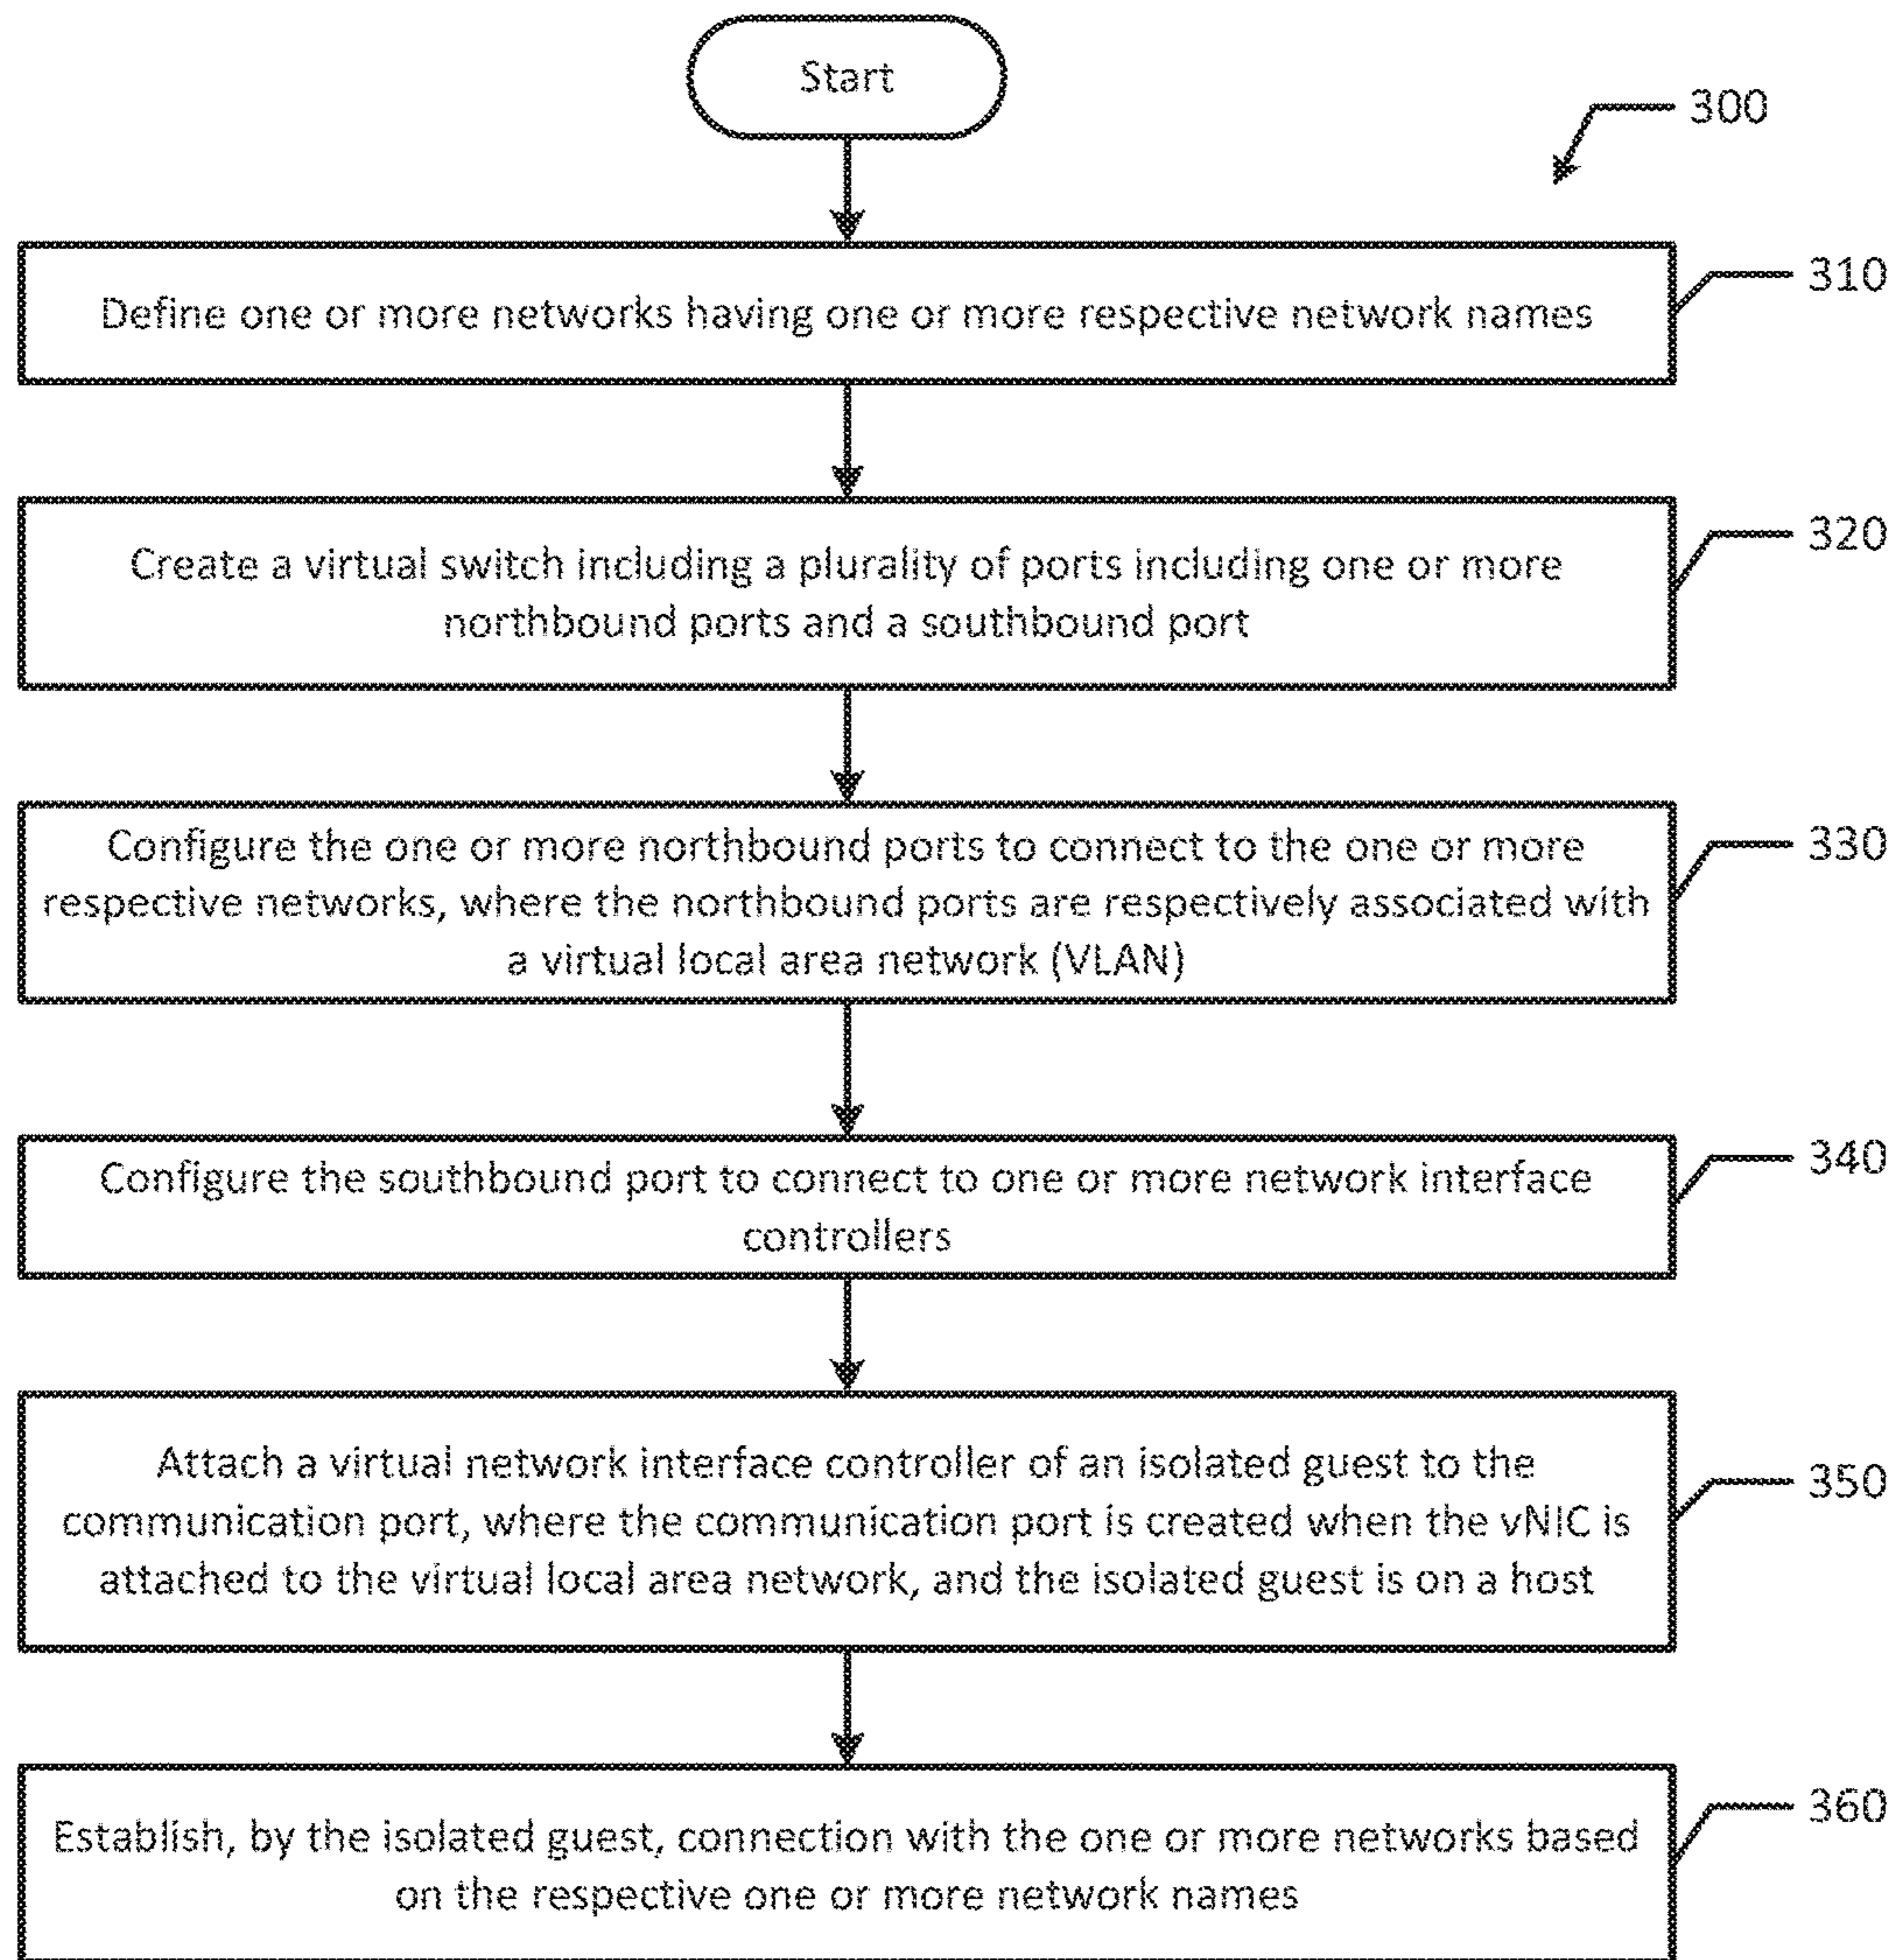 Start
300
Define one or more networks having one or more respective network names
310
Create a virtual switch including a plurality of ports including one or more
northbound ports and a southbound port
320
Configure the one or more northbound ports to connect to the one or more
respective networks, where the northbound ports are respectively associated with
a virtual local area network (VLAN)
330
Configure the southbound port to connect to one or more network interface
controllers
340
Attach a virtual network interface controller of an isolated guest to the
communication port, where the communication port is created when the vNIC is
attached to the virtual local area network, and the isolated guest is on a host
350
Establish, by the isolated guest, connection with the one or more networks based
on the respective one or more network names
360